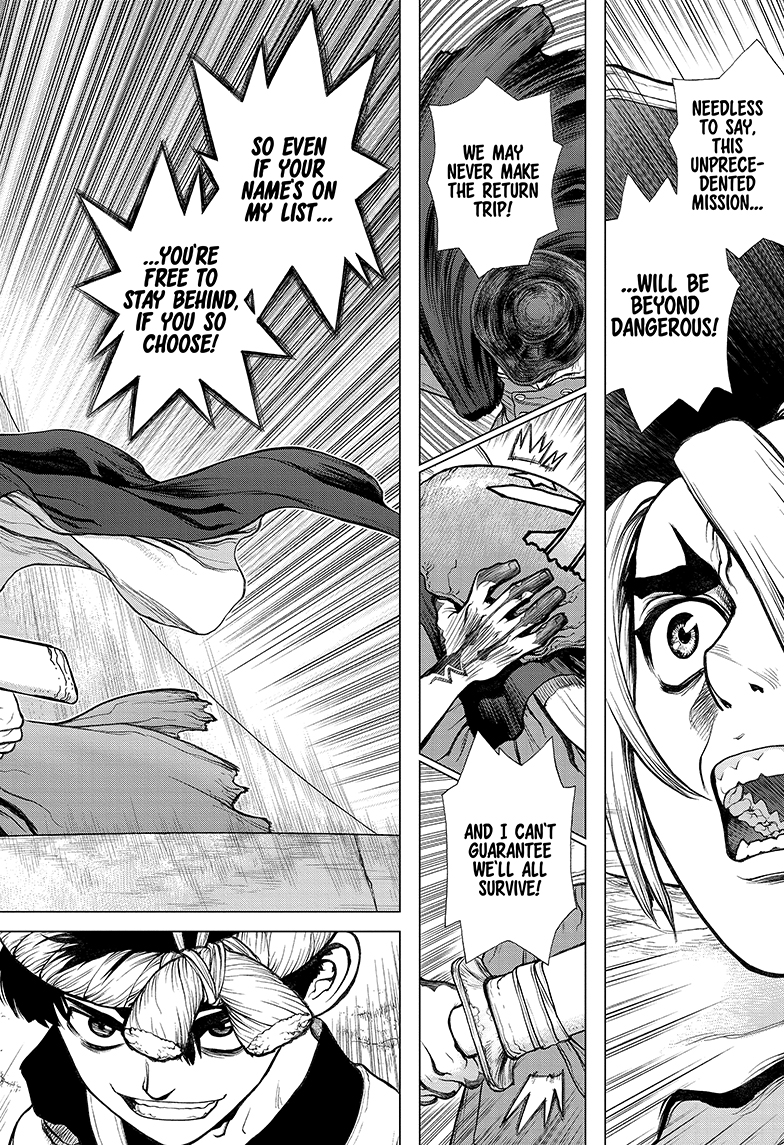 NEEDLESS
TO SAY,
THIS
UNPRECE-
DENTED
MISSION...
...WILL BE
BEYOND
DANGEROUS!
WE MAY
NEVER MAKE
THE RETURN
TRIP!
AND I CAN'T
GUARANTEE
WE'LL ALL
SURVIVE!
SO EVEN
IF YOUR
NAME'S ON
MY LIST...
...YOU'RE
FREE TO
STAY BEHIND,
IF YOU SO
CHOOSE!